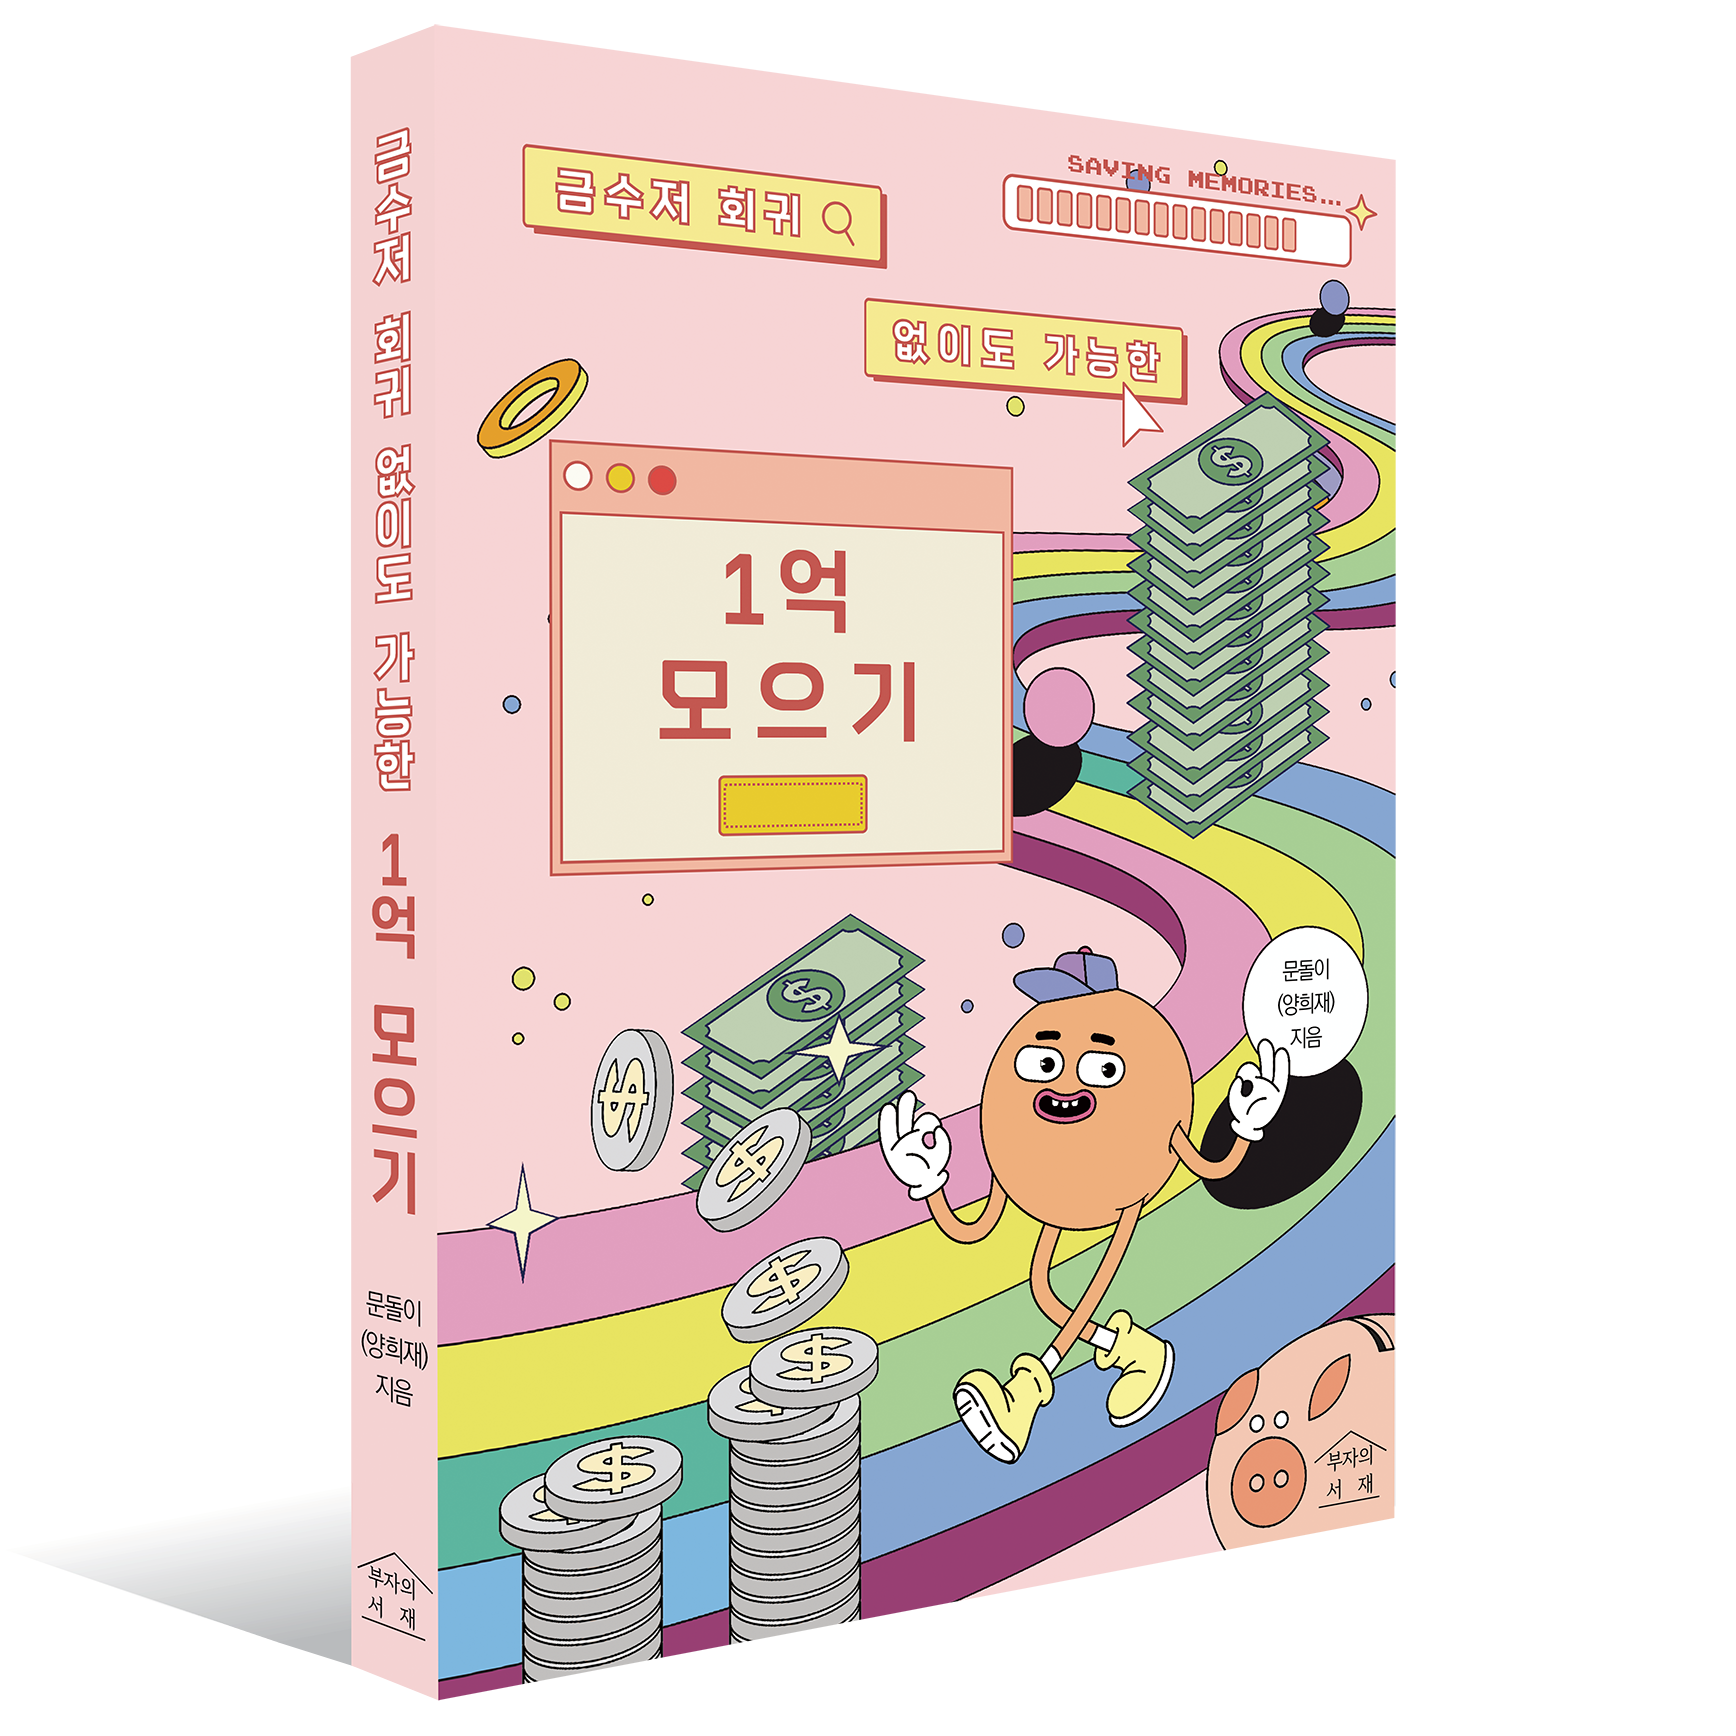 금수저 회귀 없이도 가능한 1억 모으기
문돌이
(양희재)
지음
부자의
서재
금수저 회귀
SAVING MEMORIES...
없이도 가능한
1억
모으기
문돌이
(양희재)
지음
부자의
서재